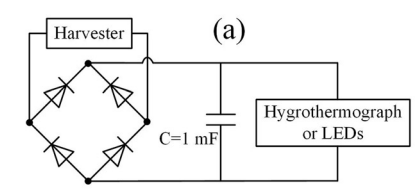 Harvester
(a)
C=1 mF
Hygrothermograph
or LEDs